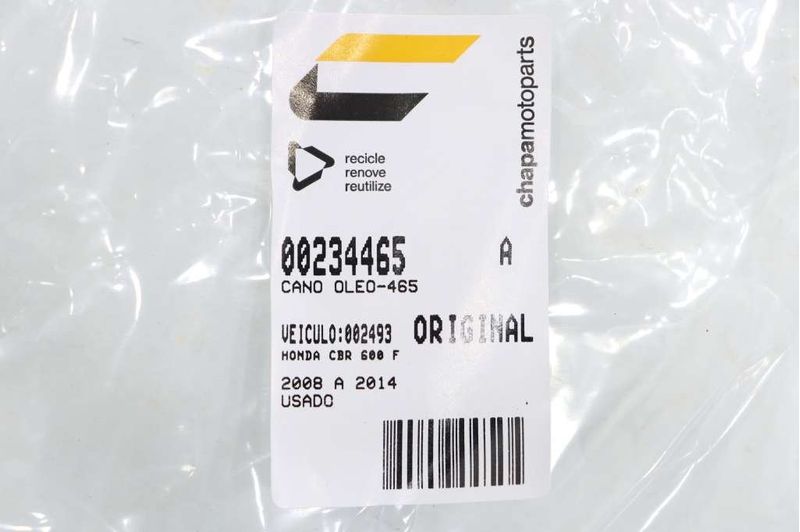 chapamotoparts
recicle
renove
reutilize
00234465 A
CANO OLEO-465
VEICULO:002493 ORIGINAL
HONDA CBR 600 F
2008 A 2014
USADO